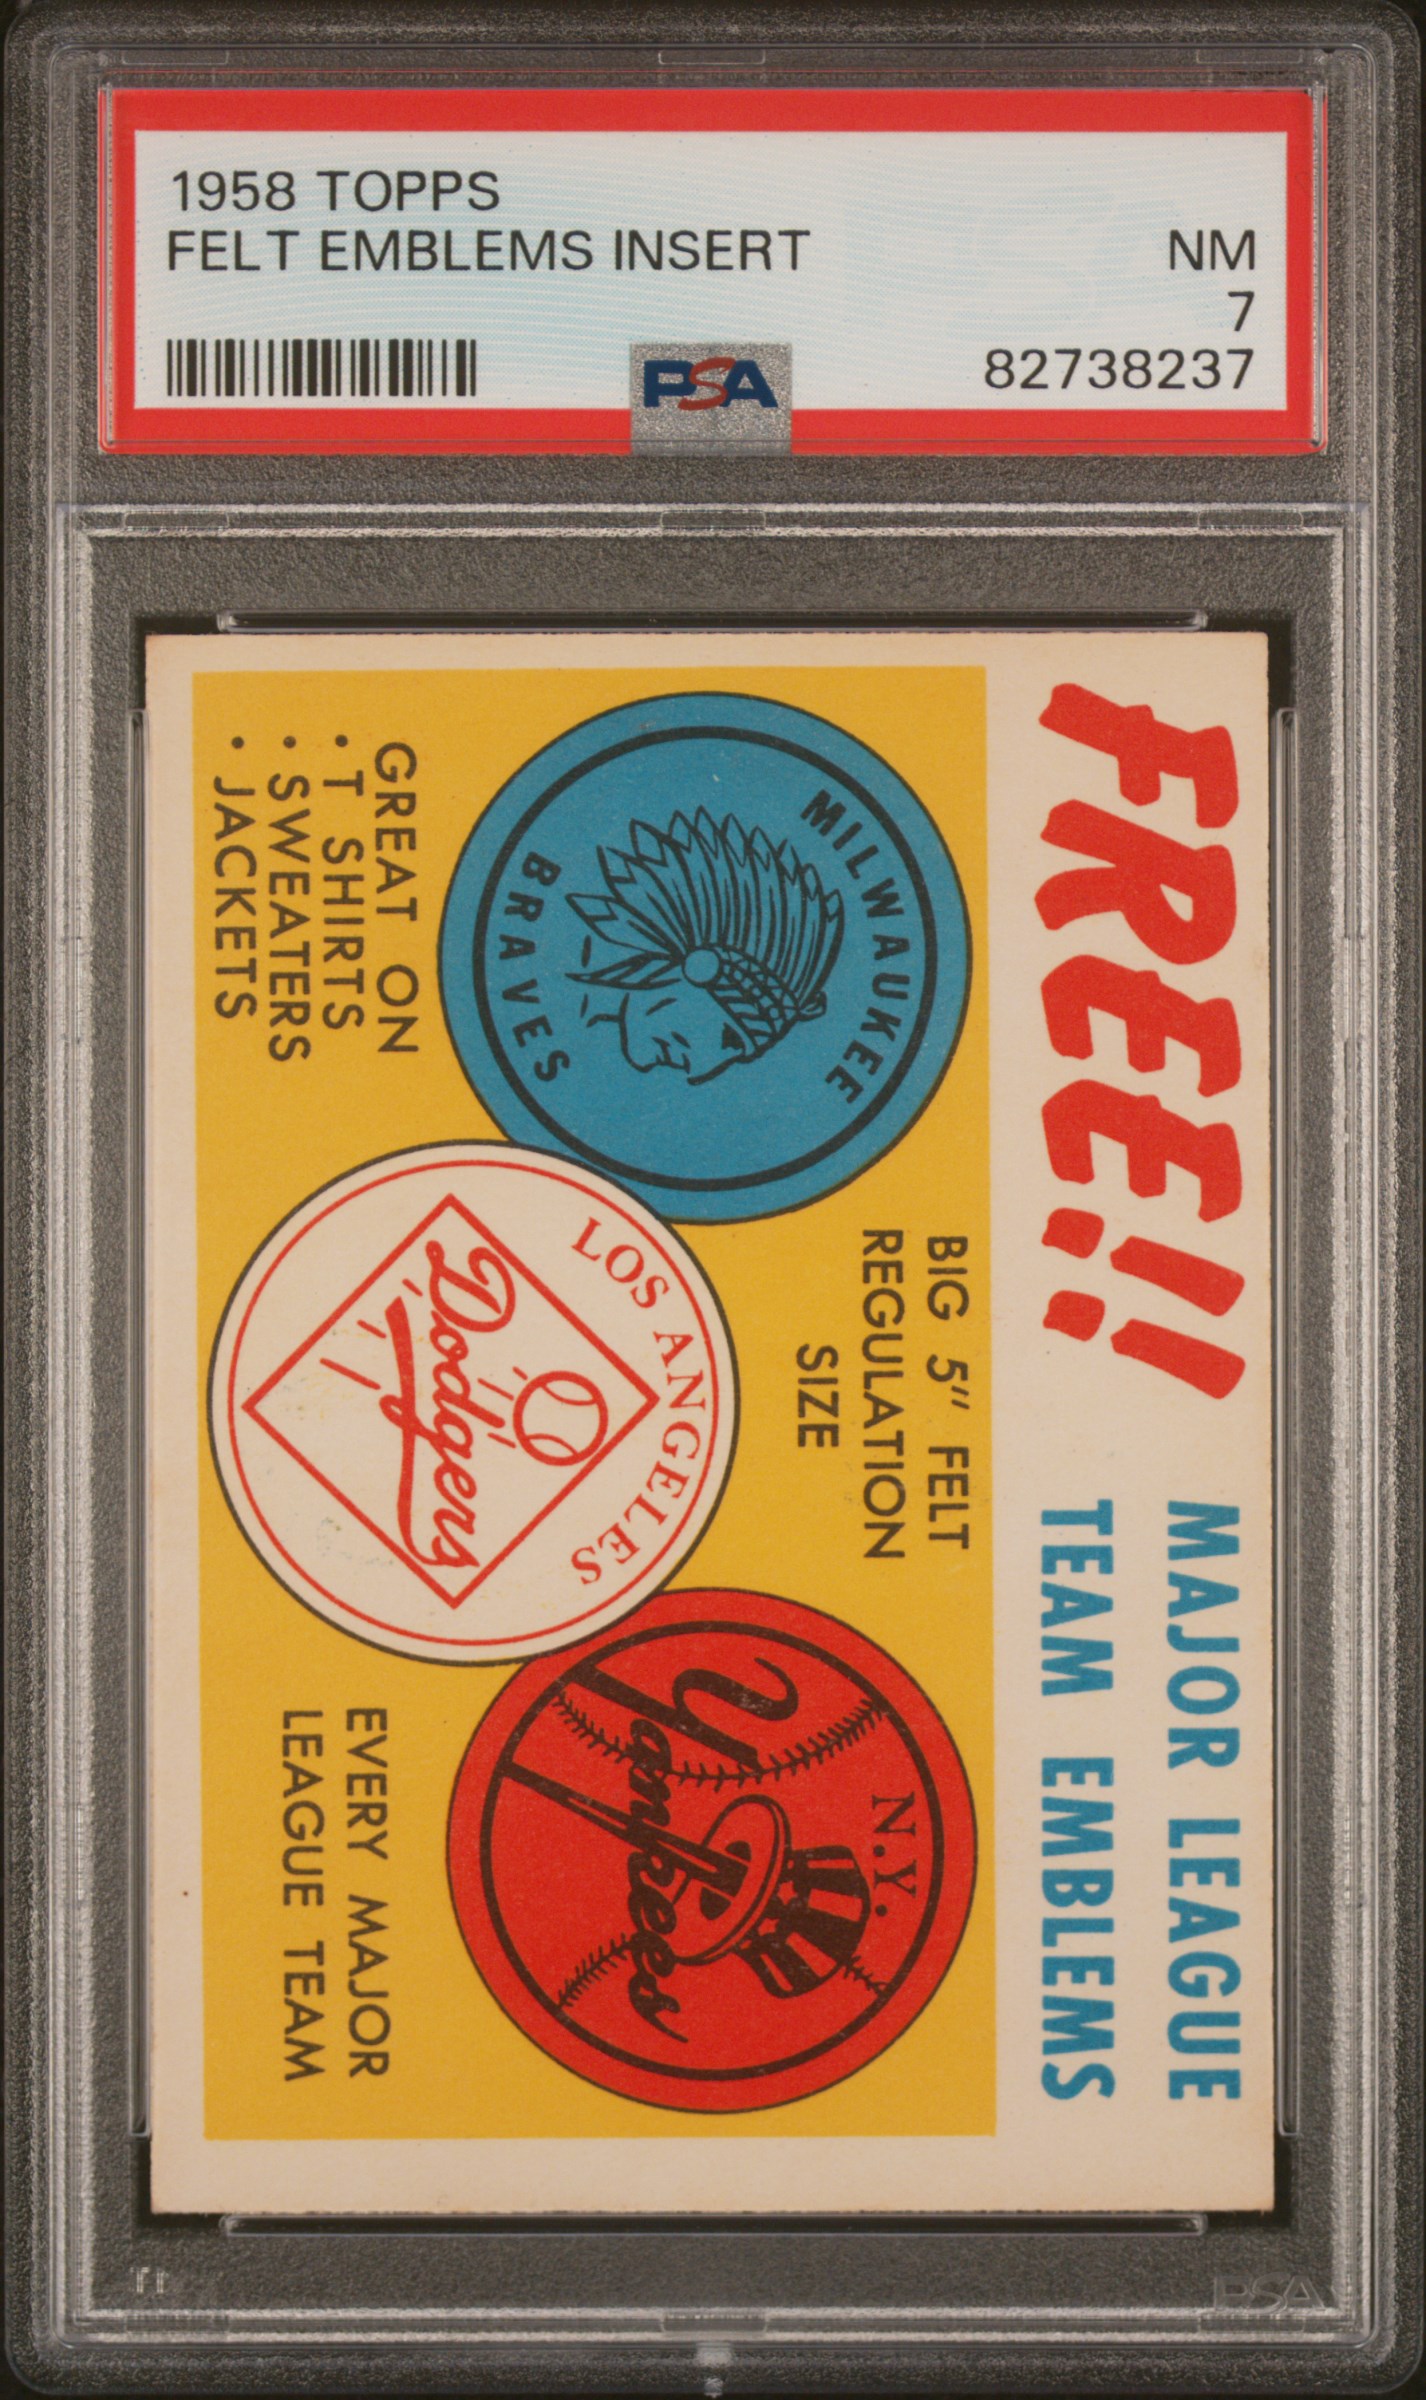 1958 TOPPS
FELT EMBLEMS INSERT
NM
7
82738237
PSA
FREE!!
MAJOR LEAGUE
TEAM EMBLEMS
MILWAUKEE
BRAVES
BIG 5" FELT
REGULATION
SIZE
N.Y.
Yankees
LOS ANGELES
Dodgers
GREAT ON
• T SHIRTS
• SWEATERS
• JACKETS
EVERY MAJOR
LEAGUE TEAM
PSA